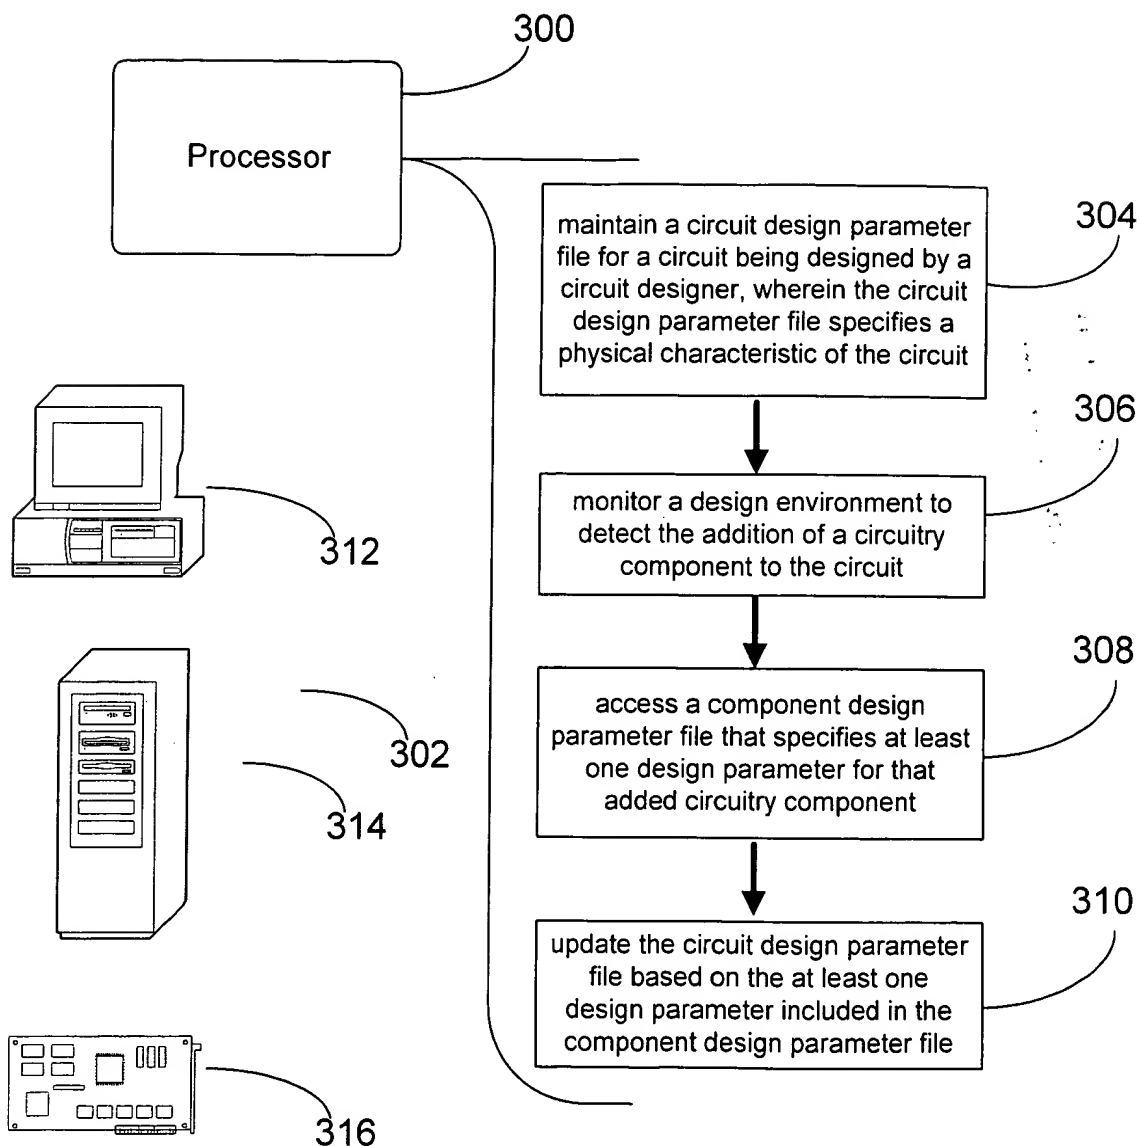 300
Processor
maintain a circuit design parameter
file for a circuit being designed by a
circuit designer, wherein the circuit
design parameter file specifies a
physical characteristic of the circuit
304
306
monitor a design environment to
detect the addition of a circuitry
component to the circuit
312
308
access a component design
parameter file that specifies at least
one design parameter for that
added circuitry component
302
314
310
update the circuit design parameter
file based on the at least one
design parameter included in the
component design parameter file
316